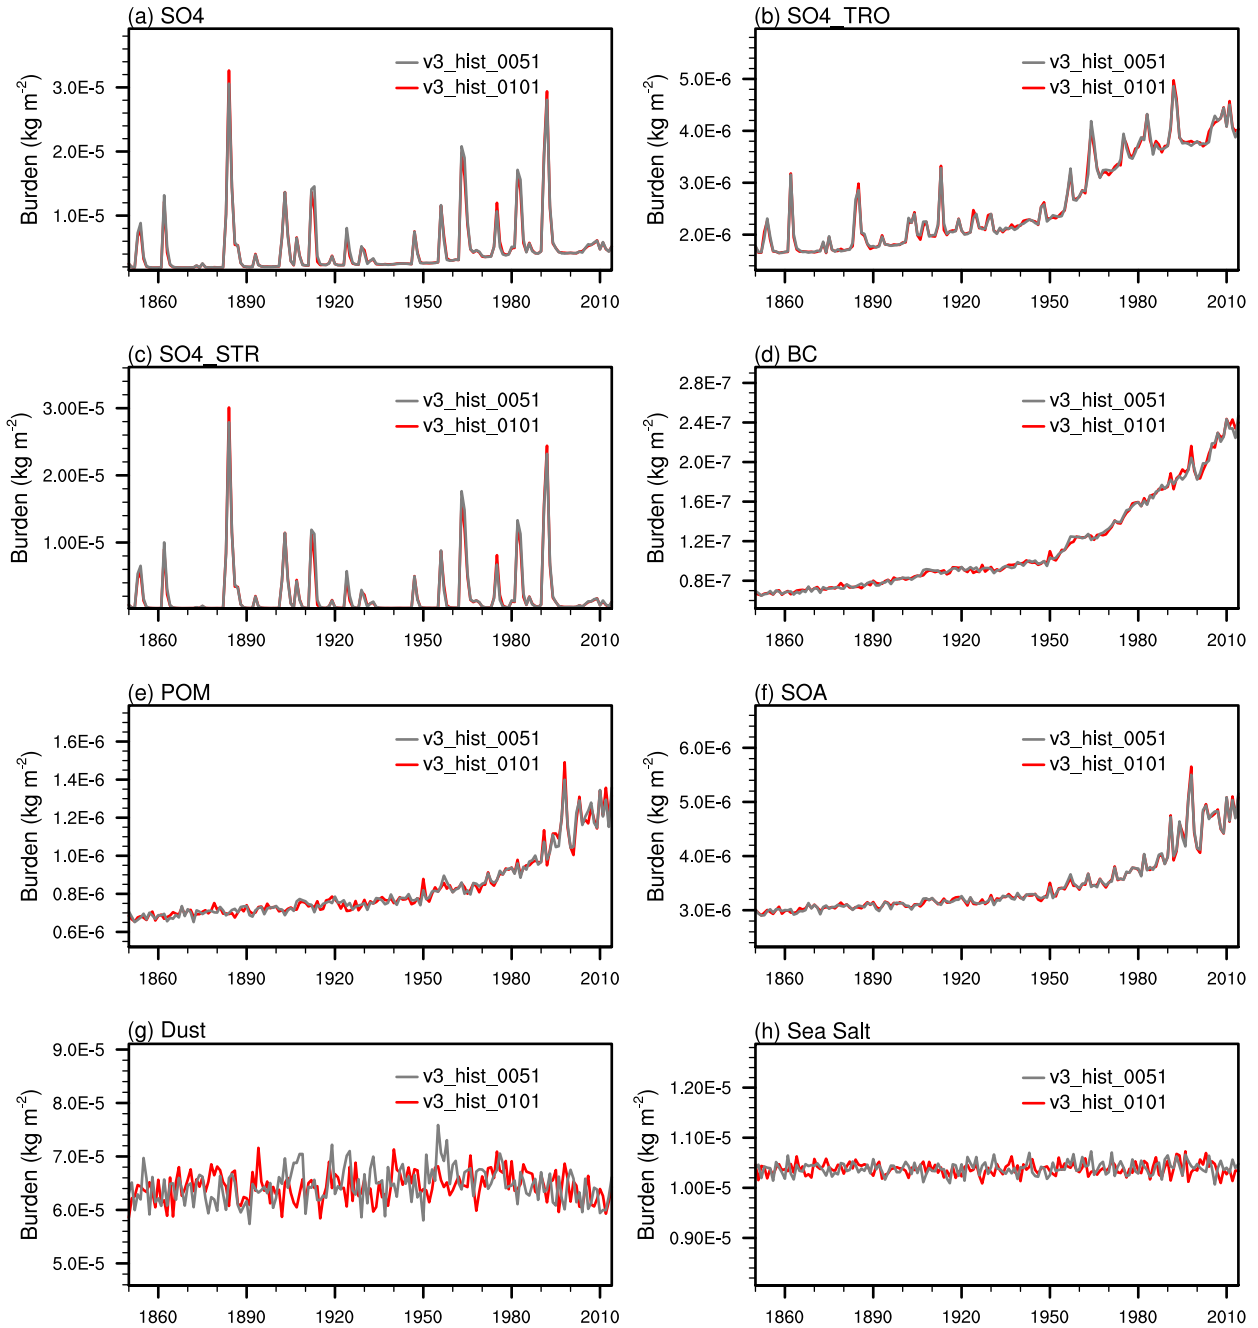 (a) SO4
Burden (kg m-2)
3.0E-5
2.0E-5
1.0E-5
v3_hist_0051
v3_hist_0101
1860 1890 1920 1950 1980 2010
(b) SO4_TRO
Burden (kg m-2)
5.0E-6
4.0E-6
3.0E-6
2.0E-6
v3_hist_0051
v3_hist_0101
1860 1890 1920 1950 1980 2010
(c) SO4_STR
Burden (kg m-2)
3.00E-5
2.00E-5
1.00E-5
v3_hist_0051
v3_hist_0101
1860 1890 1920 1950 1980 2010
(d) BC
Burden (kg m-2)
2.8E-7
2.4E-7
2.0E-7
1.6E-7
1.2E-7
0.8E-7
v3_hist_0051
v3_hist_0101
1860 1890 1920 1950 1980 2010
(e) POM
Burden (kg m-2)
1.6E-6
1.4E-6
1.2E-6
1.0E-6
0.8E-6
0.6E-6
v3_hist_0051
v3_hist_0101
1860 1890 1920 1950 1980 2010
(f) SOA
Burden (kg m-2)
6.0E-6
5.0E-6
4.0E-6
3.0E-6
v3_hist_0051
v3_hist_0101
1860 1890 1920 1950 1980 2010
(g) Dust
Burden (kg m-2)
9.0E-5
8.0E-5
7.0E-5
6.0E-5
5.0E-5
v3_hist_0051
v3_hist_0101
1860 1890 1920 1950 1980 2010
(h) Sea Salt
Burden (kg m-2)
1.20E-5
1.10E-5
1.00E-5
0.90E-5
v3_hist_0051
v3_hist_0101
1860 1890 1920 1950 1980 2010